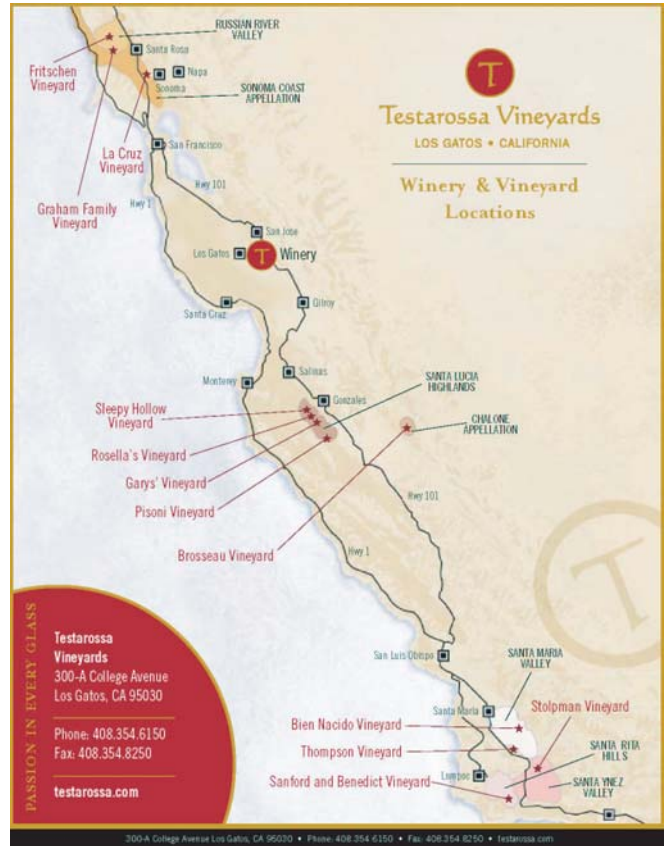 RUSSIAN RIVER
VALLEY
Santa Rosa
Fritschen
Vineyard
Napa
Sonoma
SONOMA COAST
APPELLATION
La Cruz
Vineyard
San Francisco
Graham Family
Vineyard
Hwy 1
Hwy 101
T
Testarossa Vineyards
LOS GATOS • CALIFORNIA
Winery & Vineyard
Locations
San Jose
Los Gatos
T
Winery
Santa Cruz
Gilroy
Monterey
Salinas
Gonzales
SANTA LUCIA
HIGHLANDS
CHALONE
APPELLATION
Sleepy Hollow
Vineyard
Rosella's Vineyard
Garys' Vineyard
Pisoni Vineyard
Brosseau Vineyard
Hwy 101
Hwy 1
T
San Luis Obispo
SANTA MARIA
VALLEY
Santa Maria
Stolpman Vineyard
Bien Nacido Vineyard
Thompson Vineyard
SANTA RITA
HILLS
Lompoc
Sanford and Benedict Vineyard
SANTA YNEZ
VALLEY
PASSION IN EVERY GLASS
Testarossa
Vineyards
300-A College Avenue
Los Gatos, CA 95030
Phone: 408.354.6150
Fax: 408.354.8250
testarossa.com
300-A College Avenue Los Gatos, CA 95030 • Phone: 408.354.6150 • Fax: 408.354.8250 • testarossa.com